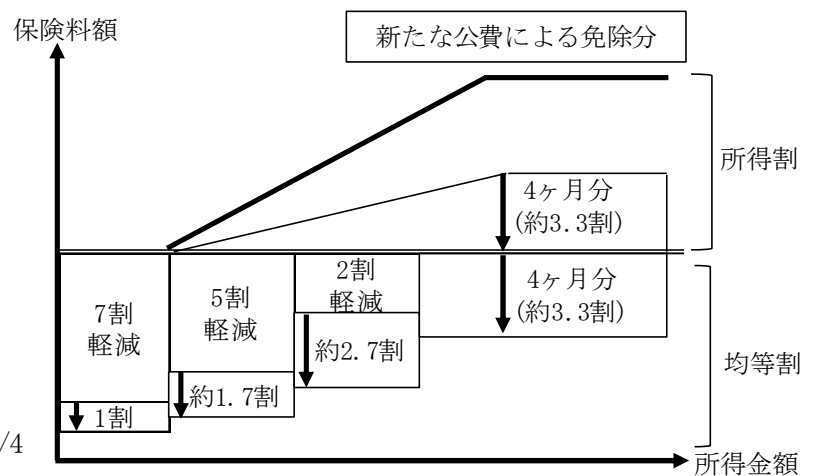 保険料額
新たな公費による免除分
所得割
4ヶ月分
(約3.3割)
4ヶ月分
(約3.3割)
7割
軽減
5割
軽減
2割
軽減
約2.7割
約1.7割
1割
均等割
/4
所得金額